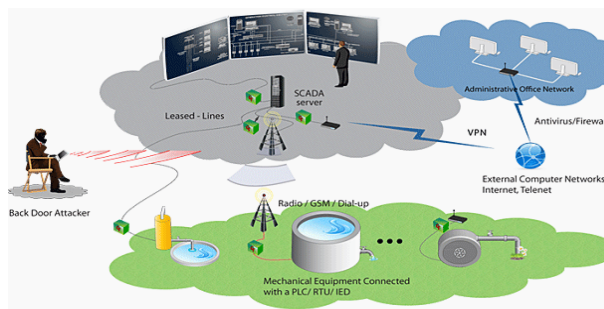 SCADA
server
Administrative Office Network
Leased - Lines
VPN
Antivirus/Firewa
External Computer Networks
Internet, Telenet
Back Door Attacker
Radio / GSM / Dial-up
Mechanical Equipment Connected
with a PLC/ RTU/ IED